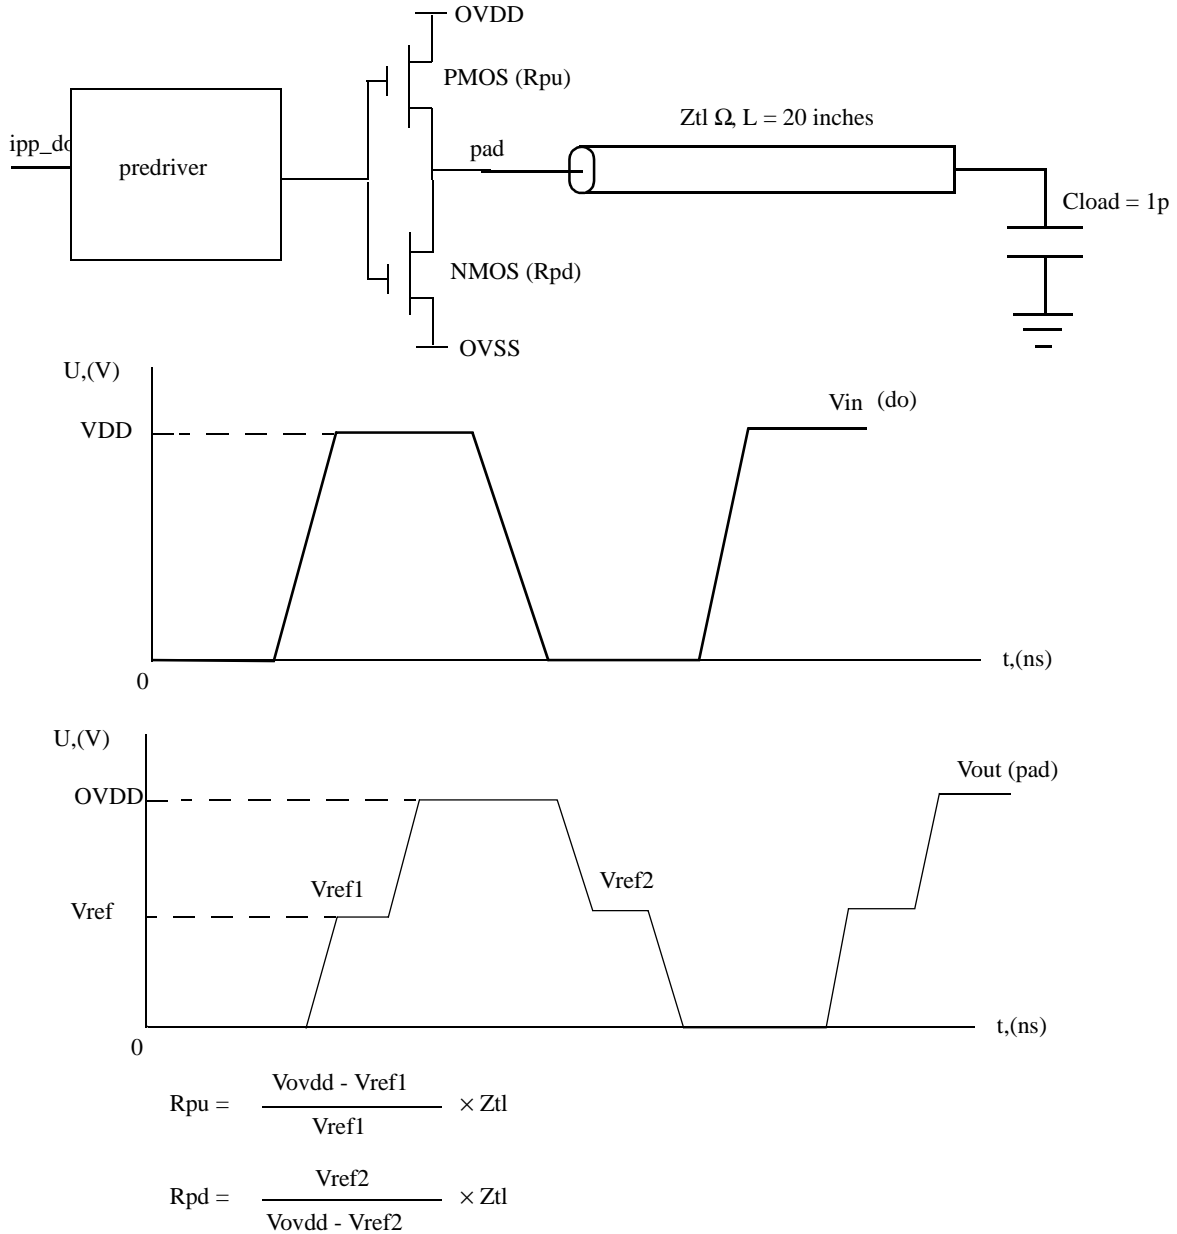 OVDD
PMOS (Rpu)
Ztl Ω, L = 20 inches
ipp_do
predriver
pad
Cload = 1p
NMOS (Rpd)
OVSS
U,(V)
VDD
Vin (do)
t,(ns)
0
U,(V)
Vout (pad)
OVDD
Vref1
Vref2
Vref
t,(ns)
0
Vovdd - Vref1
Rpu = × Ztl
Vref1
Vref2
Rpd = × Ztl
Vovdd - Vref2